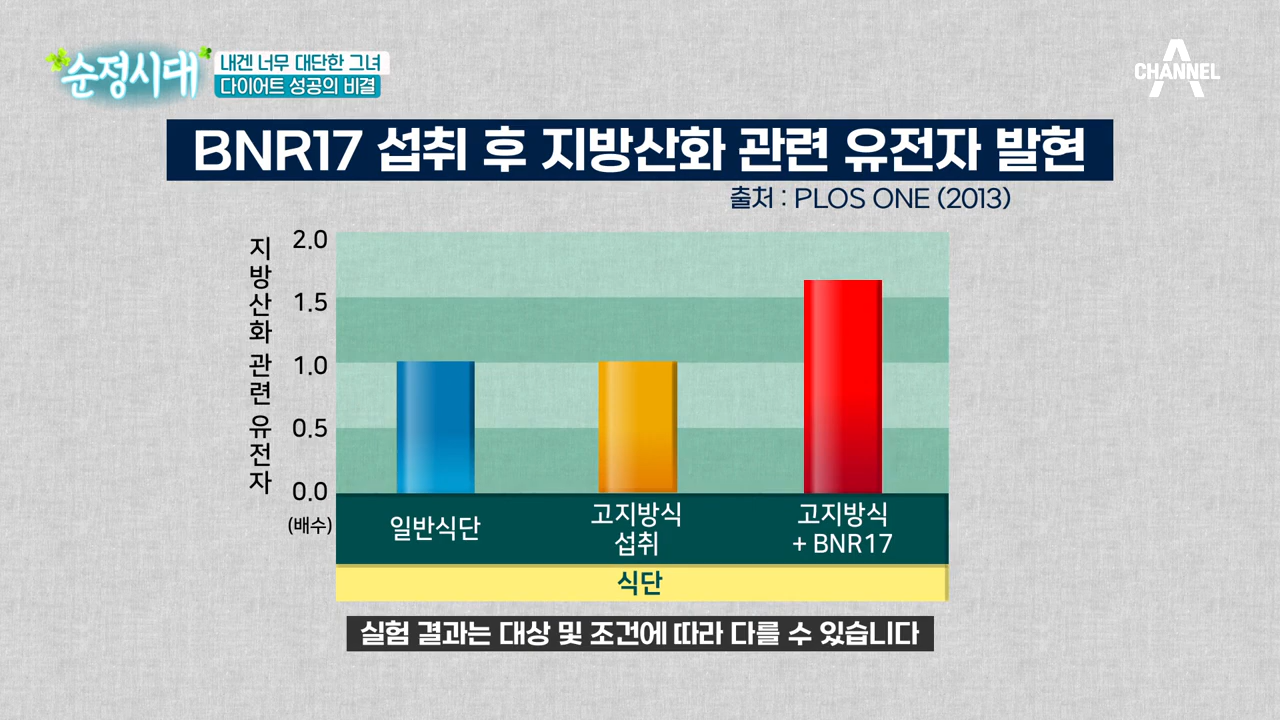 순정시대
내겐 너무 대단한 그녀
다이어트 성공의 비결
CHANNEL A
BNR17 섭취 후 지방산화 관련 유전자 발현
출처 : PLOS ONE (2013)
지방산화 관련 유전자
2.0
1.5
1.0
0.5
0.0
(배수)
일반식단
고지방식
섭취
고지방식
+ BNR17
식단
실험 결과는 대상 및 조건에 따라 다를 수 있습니다